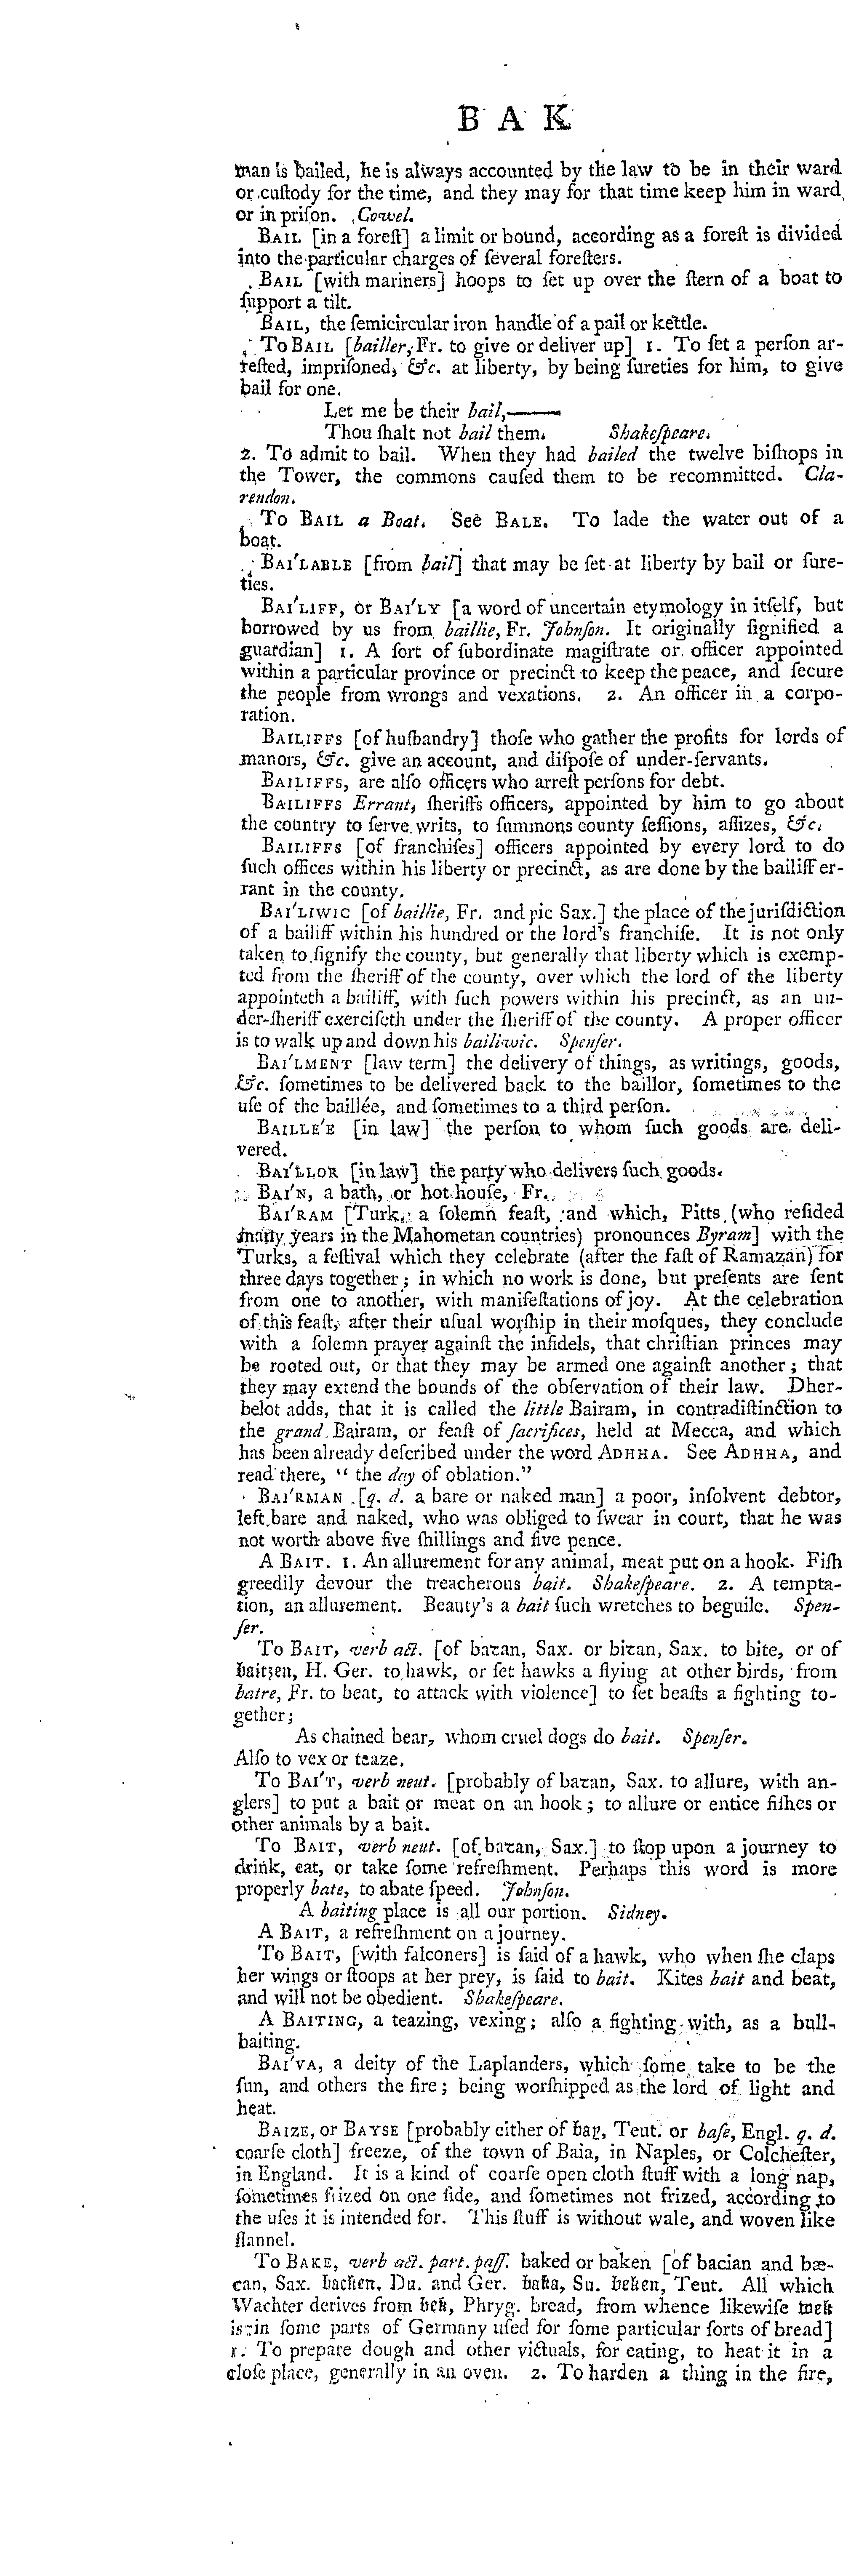 B A K
man is bailed, he is always accounted by the law to be in their ward
or cuſtody for the time, and they may for that time keep him in ward
or in priſon. Cowel.
BAIL [in a foreſt] a limit or bound, according as a foreſt is divided
into the particular charges of ſeveral foreſters.
BAIL [with mariners] hoops to ſet up over the ſtern of a boat to
ſupport a tilt.
BAIL, the ſemicircular iron handle of a pail or kettle.
To BAIL [bailler, Fr. to give or deliver up] 1. To ſet a perſon ar-
reſted, impriſoned, &c. at liberty, by being ſureties for him, to give
bail for one.
Let me be their bail,——
Thou ſhalt not bail them. Shakeſpeare.
2. To admit to bail. When they had bailed the twelve biſhops in
the Tower, the commons cauſed them to be recommitted. Cla-
rendon.
To BAIL a Boat. See BALE. To lade the water out of a
boat.
BAI'LABLE [from bail] that may be ſet at liberty by bail or ſure-
ties.
BAI'LIFF, or BAI'LY [a word of uncertain etymology in itſelf, but
borrowed by us from baillie, Fr. Johnſon. It originally ſignified a
guardian] 1. A ſort of ſubordinate magiſtrate or officer appointed
within a particular province or precinct to keep the peace, and ſecure
the people from wrongs and vexations. 2. An officer in a corpo-
ration.
BAILIFFS [of huſbandry] thoſe who gather the profits for lords of
manors, &c. give an account, and diſpoſe of under-ſervants.
BAILIFFS, are alſo officers who arreſt perſons for debt.
BAILIFFS Errant, ſheriffs officers, appointed by him to go about
the country to ſerve writs, to ſummons county ſeſſions, aſſizes, &c.
BAILIFFS [of franchiſes] officers appointed by every lord to do
ſuch offices within his liberty or precinct, as are done by the bailiff er-
rant in the county.
BAI'LIWIC [of baillie, Fr. and ꞃic Sax.] the place of the juriſdiction
of a bailiff within his hundred or the lord's franchiſe. It is not only
taken to ſignify the county, but generally that liberty which is exemp-
ted from the ſheriff of the county, over which the lord of the liberty
appointeth a bailiff, with ſuch powers within his precinct, as an un-
der-ſheriff exerciſeth under the ſheriff of the county. A proper officer
is to walk up and down his bailiwic. Spenſer.
BAI'LMENT [law term] the delivery of things, as writings, goods,
&c. ſometimes to be delivered back to the baillor, ſometimes to the
uſe of the baillée, and ſometimes to a third perſon.
BAILLE'E [in law] the perſon to whom ſuch goods are deli-
vered.
BAI'LLOR [in law] the party who delivers ſuch goods.
BAI'N, a bath, or hot houſe, Fr.
BAI'RAM [Turk. a ſolemn feaſt, and which, Pitts (who reſided
many years in the Mahometan countries) pronounces Byram] with the
Turks, a feſtival which they celebrate (after the faſt of Ramazan) for
three days together; in which no work is done, but preſents are ſent
from one to another, with manifeſtations of joy. At the celebration
of this feaſt, after their uſual worſhip in their moſques, they conclude
with a ſolemn prayer againſt the infidels, that chriſtian princes may
be rooted out, or that they may be armed one againſt another; that
they may extend the bounds of the obſervation of their law. Dher-
belot adds, that it is called the little Bairam, in contradiſtinction to
the grand Bairam, or feaſt of ſacrifices, held at Mecca, and which
has been already deſcribed under the word ADHHA. See ADHHA, and
read there, “ the day of oblation.”
BAI'RMAN [q. d. a bare or naked man] a poor, inſolvent debtor,
left bare and naked, who was obliged to ſwear in court, that he was
not worth above five ſhillings and five pence.
A BAIT. 1. An allurement for any animal, meat put on a hook. Fiſh
greedily devour the treacherous bait. Shakeſpeare. 2. A tempta-
tion, an allurement. Beauty's a bait ſuch wretches to beguile. Spen-
ſer.
To BAIT, verb act. [of batan, Sax. or bitan, Sax. to bite, or of
baitzen, H. Ger. to hawk, or ſet hawks a flying at other birds, from
batre, Fr. to beat, to attack with violence] to ſet beaſts a fighting to-
gether;
As chained bear, whom cruel dogs do bait. Spenſer.
Alſo to vex or teaze.
To BAI'T, verb neut. [probably of batan, Sax. to allure, with an-
glers] to put a bait or meat on an hook; to allure or entice fiſhes or
other animals by a bait.
To BAIT, verb neut. [of batan, Sax.] to ſtop upon a journey to
drink, eat, or take ſome refreſhment. Perhaps this word is more
properly bate, to abate ſpeed. Johnſon.
A baiting place is all our portion. Sidney.
A BAIT, a refreſhment on a journey.
To BAIT, [with falconers] is ſaid of a hawk, who when ſhe claps
her wings or ſtoops at her prey, is ſaid to bait. Kites bait and beat,
and will not be obedient. Shakeſpeare.
A BAITING, a teazing, vexing; alſo a fighting with, as a bull-
baiting.
BAI'VA, a deity of the Laplanders, which ſome take to be the
ſun, and others the fire; being worſhipped as the lord of light and
heat.
BAIZE, or BAYSE [probably either of bay, Teut. or baſe, Engl. q. d.
coarſe cloth] freeze, of the town of Baia, in Naples, or Colcheſter,
in England. It is a kind of coarſe open cloth ſtuff with a long nap,
ſometimes frized on one ſide, and ſometimes not frized, according to
the uſes it is intended for. This ſtuff is without wale, and woven like
flannel.
To BAKE, verb act. part. paſſ. baked or baken [of bacian and bæ-
can, Sax. bachen, Du. and Ger. baka, Su. beken, Teut. All which
Wachter derives from bek, Phryg. bread, from whence likewiſe weck
is in ſome parts of Germany uſed for ſome particular ſorts of bread]
1. To prepare dough and other victuals, for eating, to heat it in a
cloſe place, generally in an oven. 2. To harden a thing in the fire,